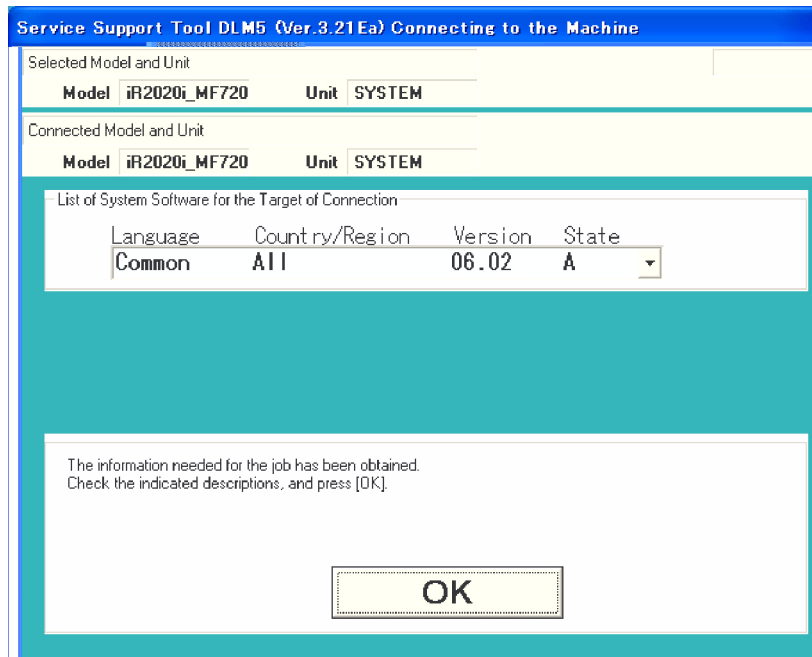 Service Support Tool DLM5 (Ver.3.21Ea) Connecting to the Machine
Selected Model and Unit
Model iR2020i_MF720 Unit SYSTEM
Connected Model and Unit
Model iR2020i_MF720 Unit SYSTEM
List of System Software for the Target of Connection
Language Country/Region Version State
Common All 06.02 A
The information needed for the job has been obtained.
Check the indicated descriptions, and press [OK].
OK